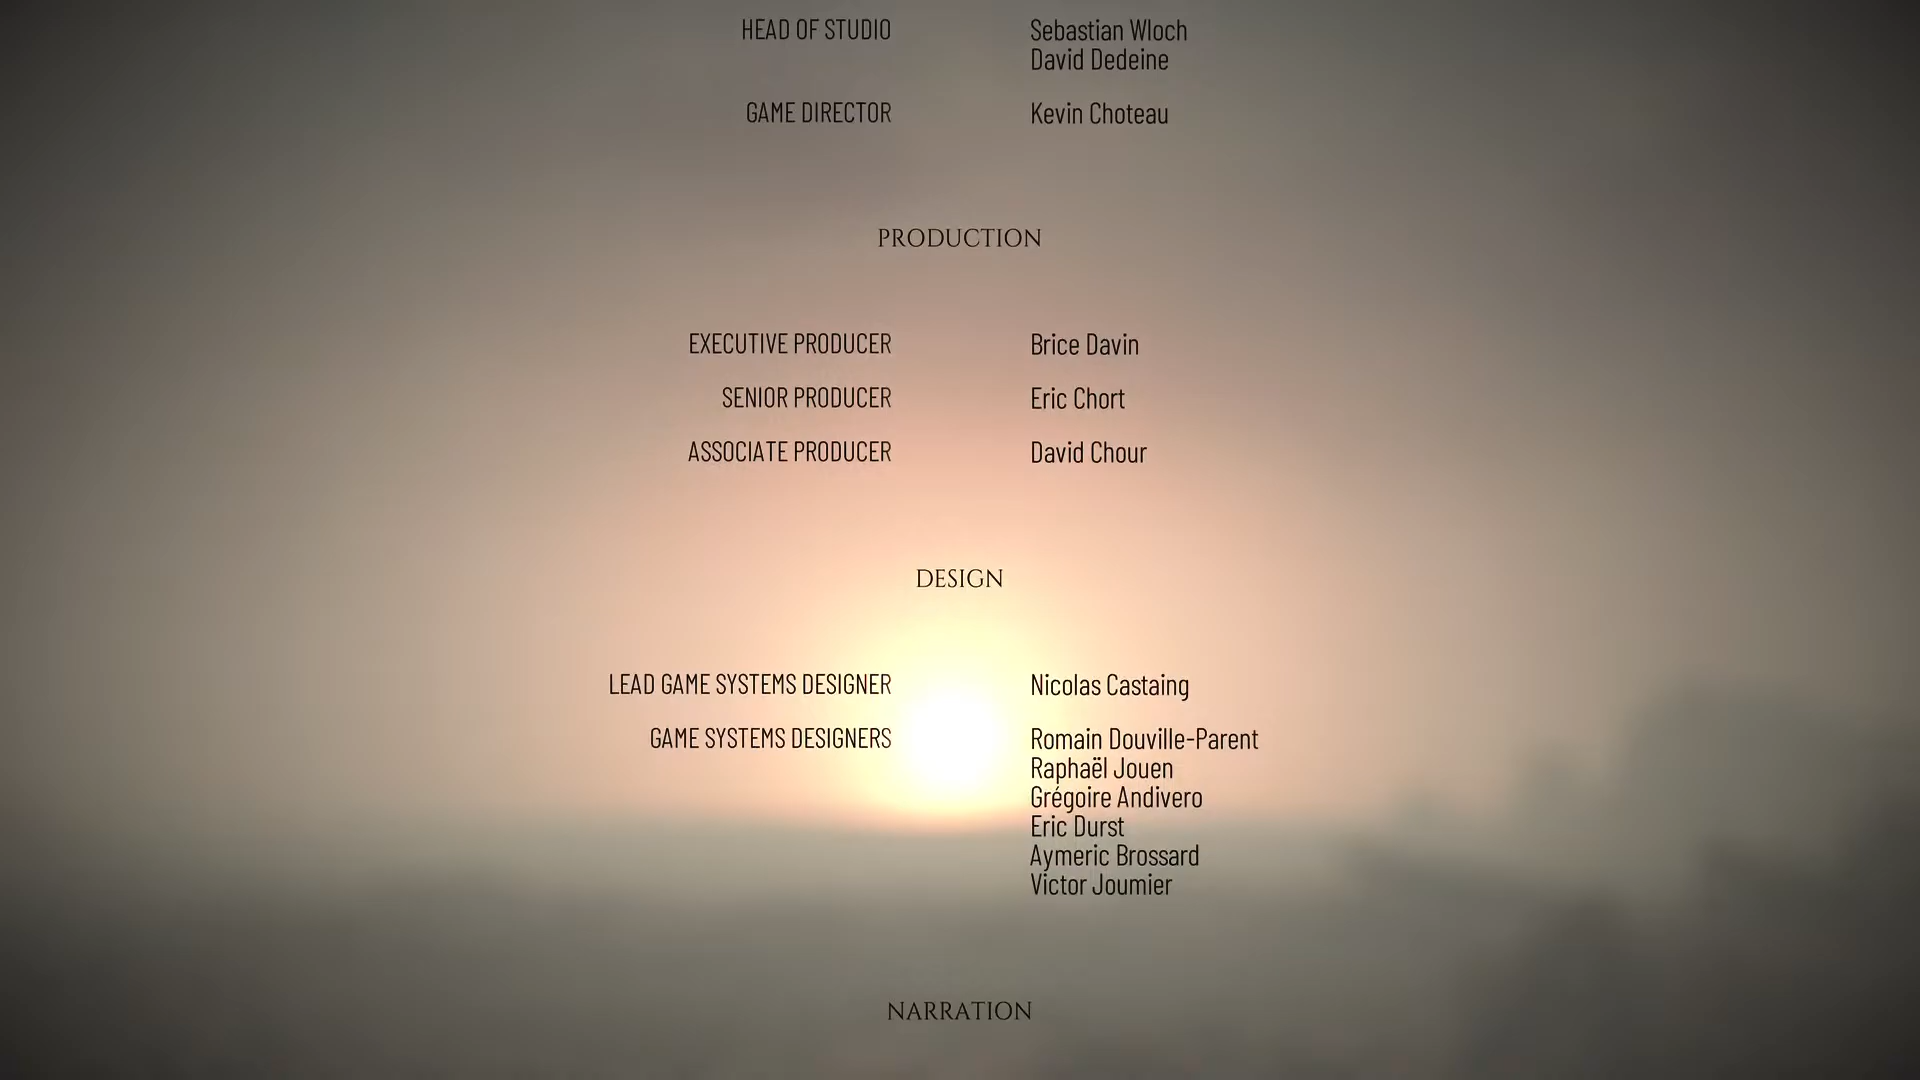 HEAD OF STUDIO Sebastian Wloch
David Dedeine
GAME DIRECTOR Kevin Choteau
PRODUCTION
EXECUTIVE PRODUCER Brice Davin
SENIOR PRODUCER Eric Chort
ASSOCIATE PRODUCER David Chour
DESIGN
LEAD GAME SYSTEMS DESIGNER Nicolas Castaing
GAME SYSTEMS DESIGNERS Romain Douville-Parent
Raphaël Jouen
Grégoire Andivero
Eric Durst
Aymeric Brossard
Victor Joumier
NARRATION